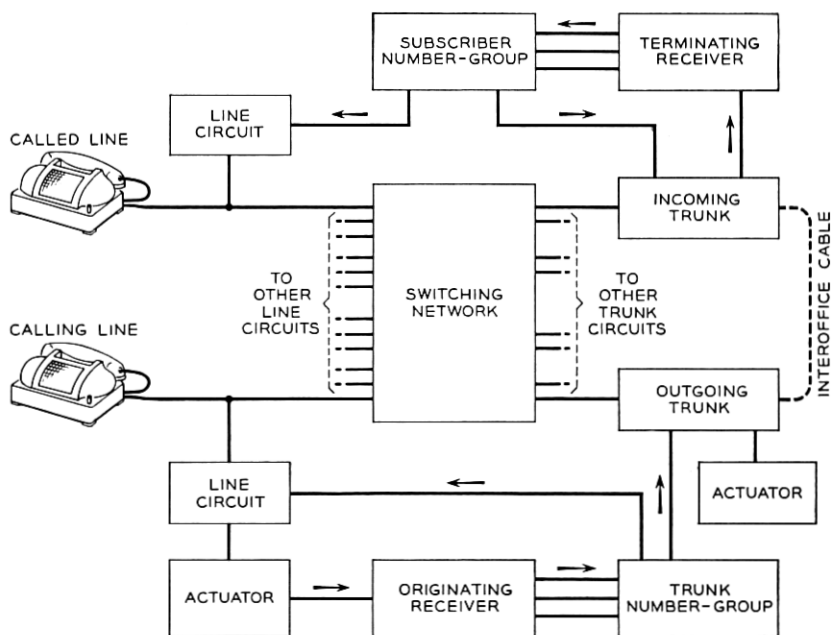 SUBSCRIBER
NUMBER-GROUP
TERMINATING
RECEIVER
LINE
CIRCUIT
CALLED LINE
INCOMING
TRUNK
TO
OTHER
LINE
CIRCUITS
SWITCHING
NETWORK
TO
OTHER
TRUNK
CIRCUITS
INTEROFFICE CABLE
CALLING LINE
OUTGOING
TRUNK
LINE
CIRCUIT
ACTUATOR
ACTUATOR
ORIGINATING
RECEIVER
TRUNK
NUMBER-GROUP